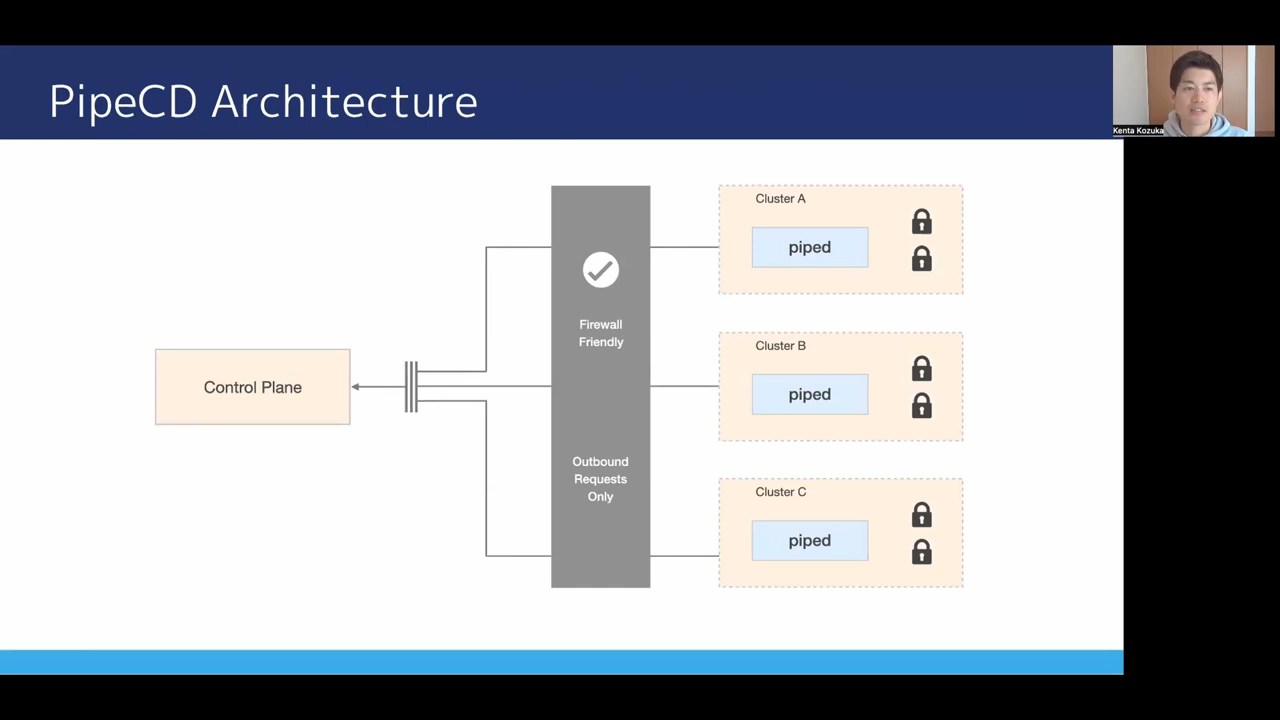 PipeCD Architecture
Kenta Kozuka
Control Plane
Firewall
Friendly
Outbound
Requests
Only
Cluster A
piped
Cluster B
piped
Cluster C
piped